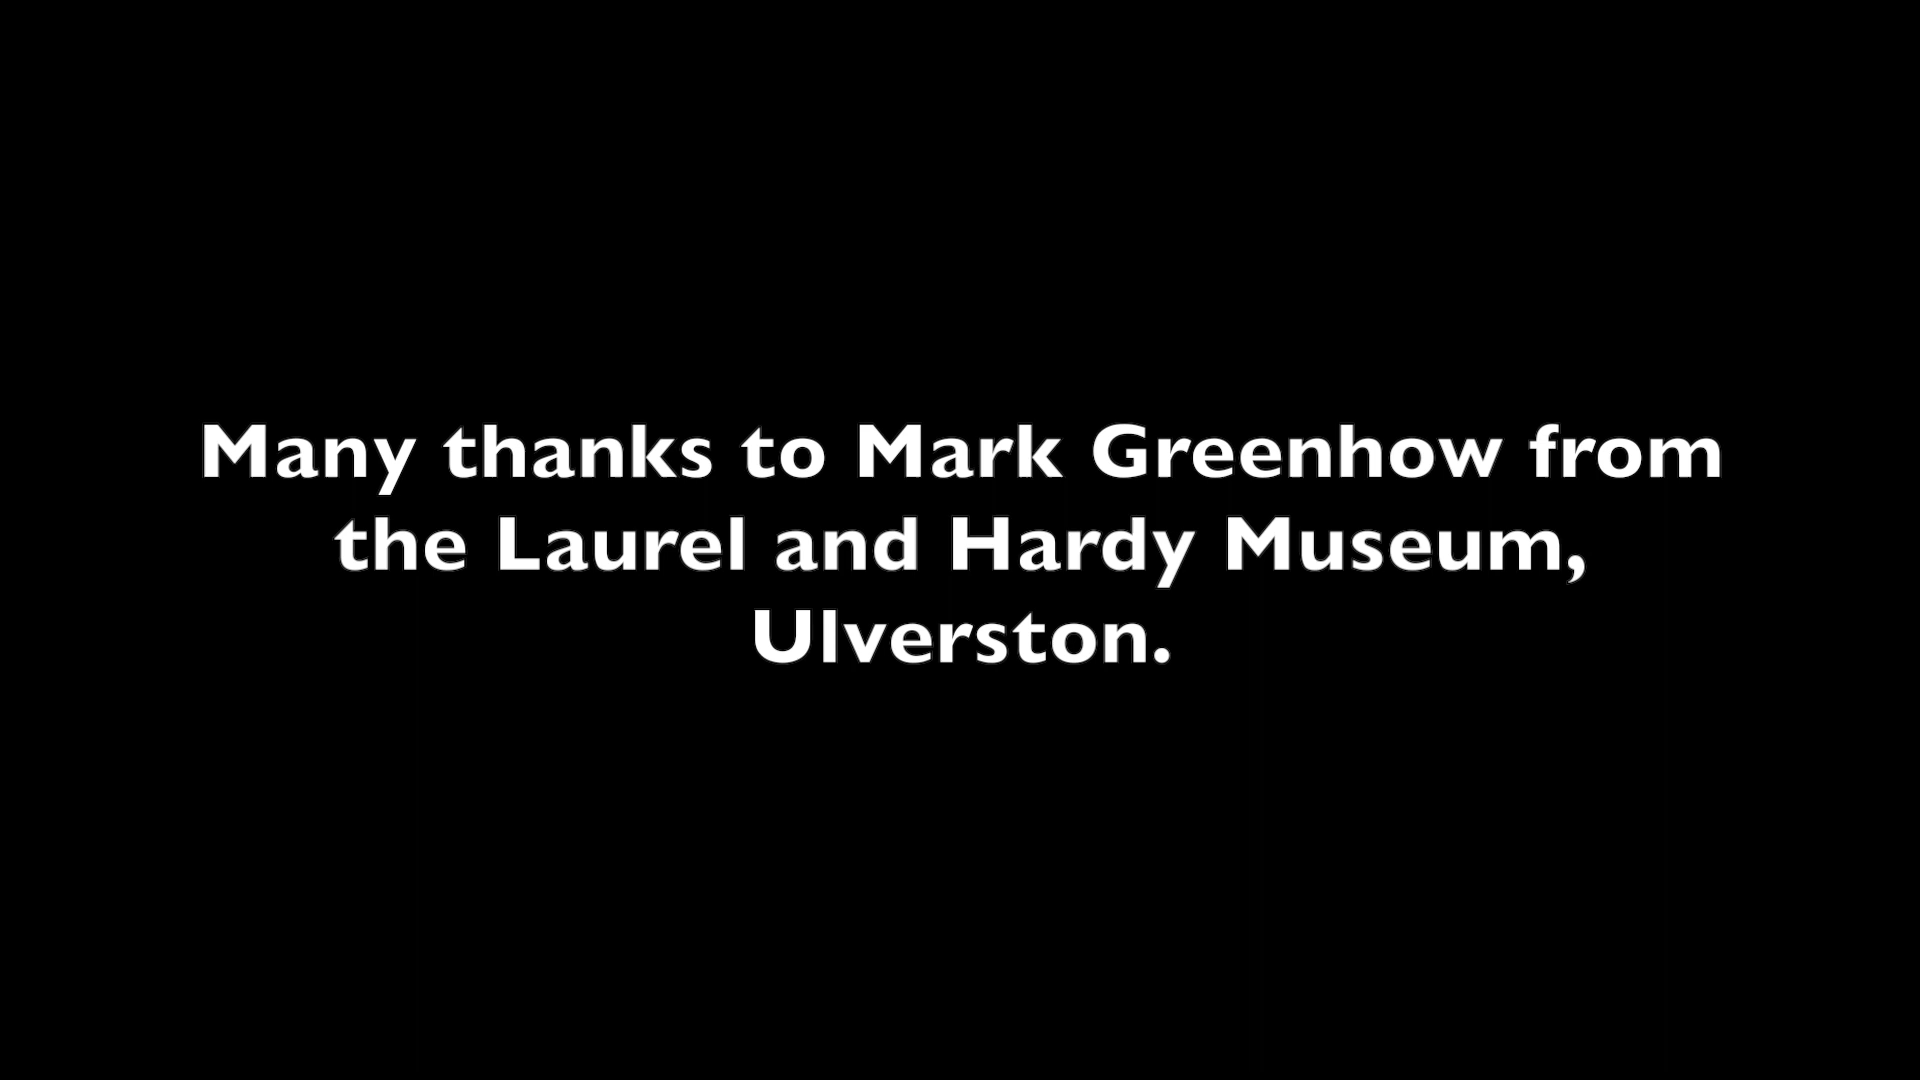 Many thanks to Mark Greenhow from
the Laurel and Hardy Museum,
Ulverston.